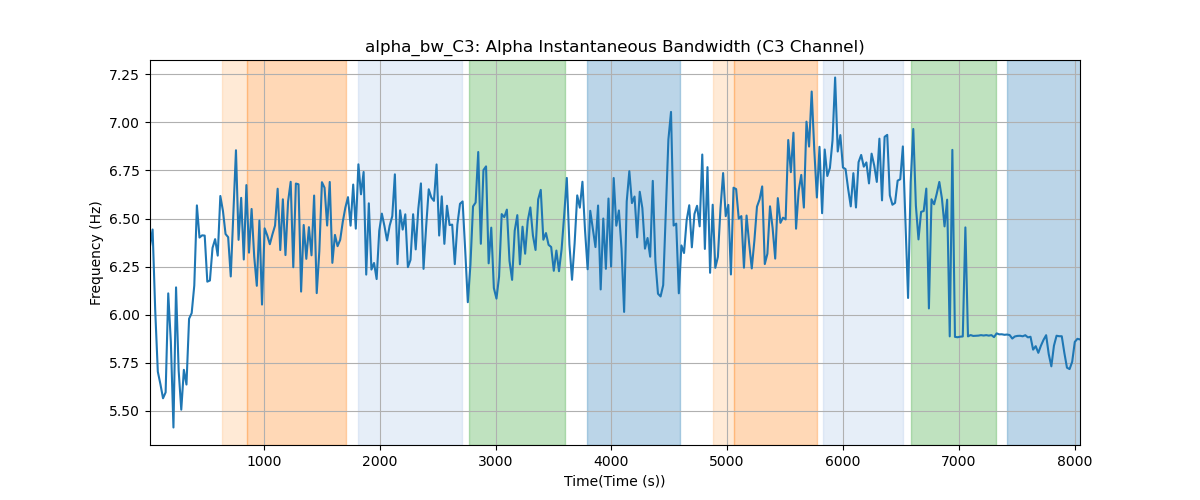 alpha_bw_C3: Alpha Instantaneous Bandwidth (C3 Channel)
7.25
7.00
6.75
6.50
6.25
6.00
5.75
5.50
Frequency (Hz)
1000 2000 3000 4000 5000 6000 7000 8000
Time(Time (s))